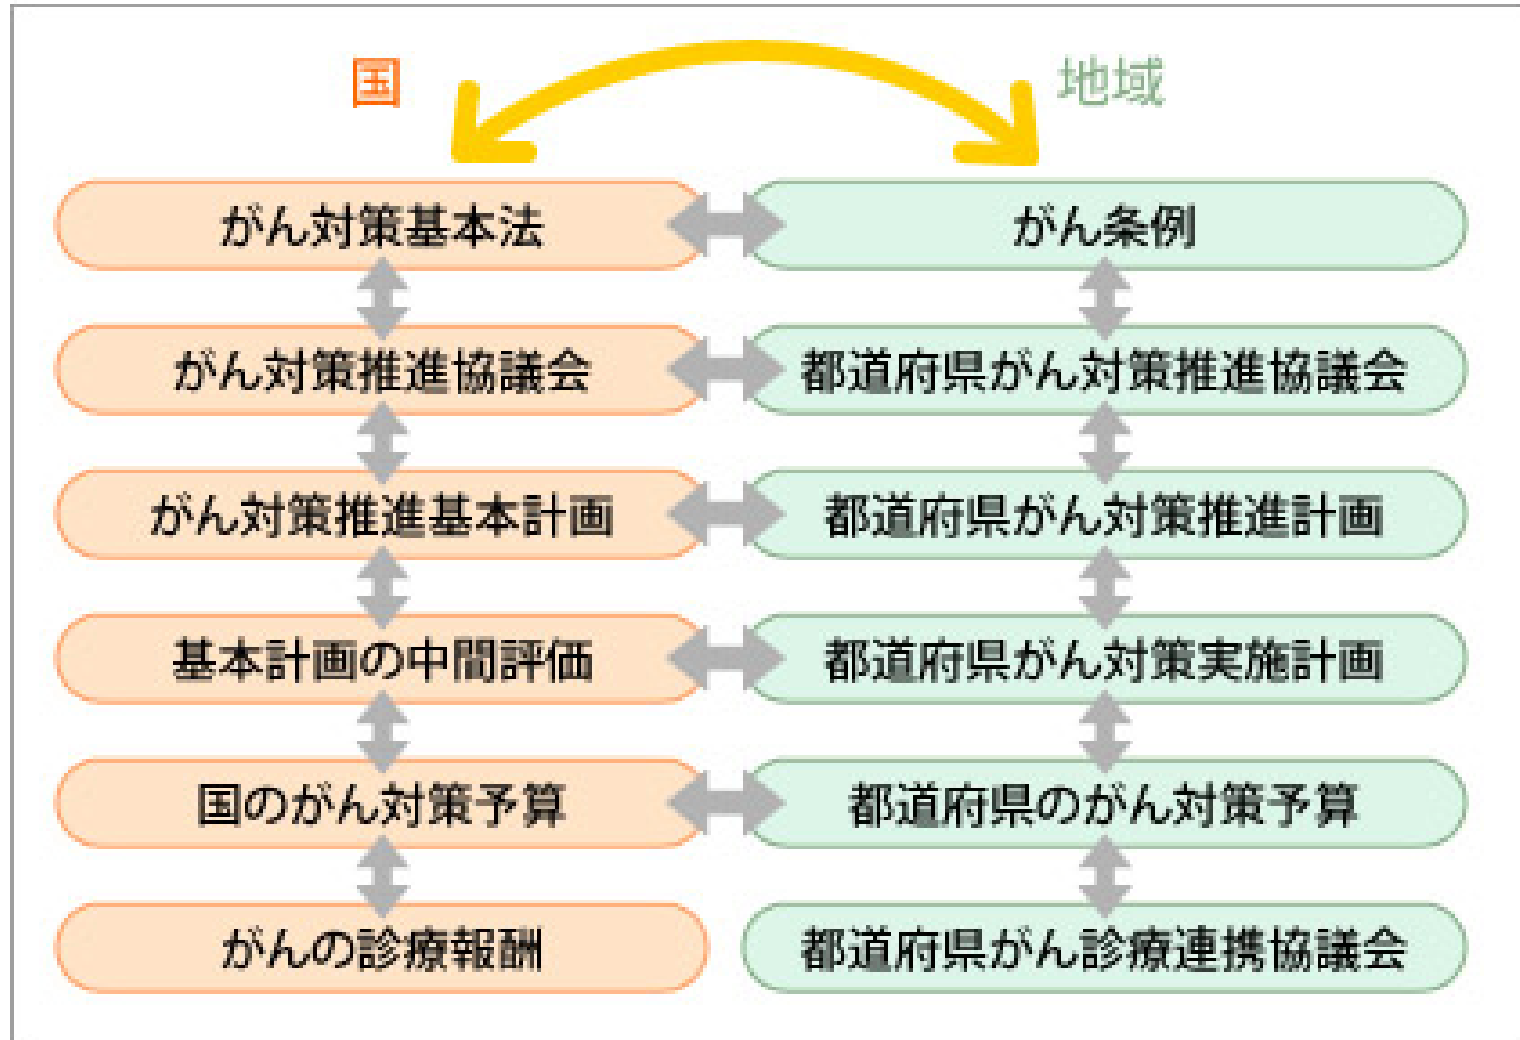 国
地域
がん対策基本法
がん条例
がん対策推進協議会
都道府県がん対策推進協議会
がん対策推進基本計画
都道府県がん対策推進計画
基本計画の中間評価
都道府県がん対策実施計画
国のがん対策予算
都道府県のがん対策予算
がんの診療報酬
都道府県がん診療連携協議会